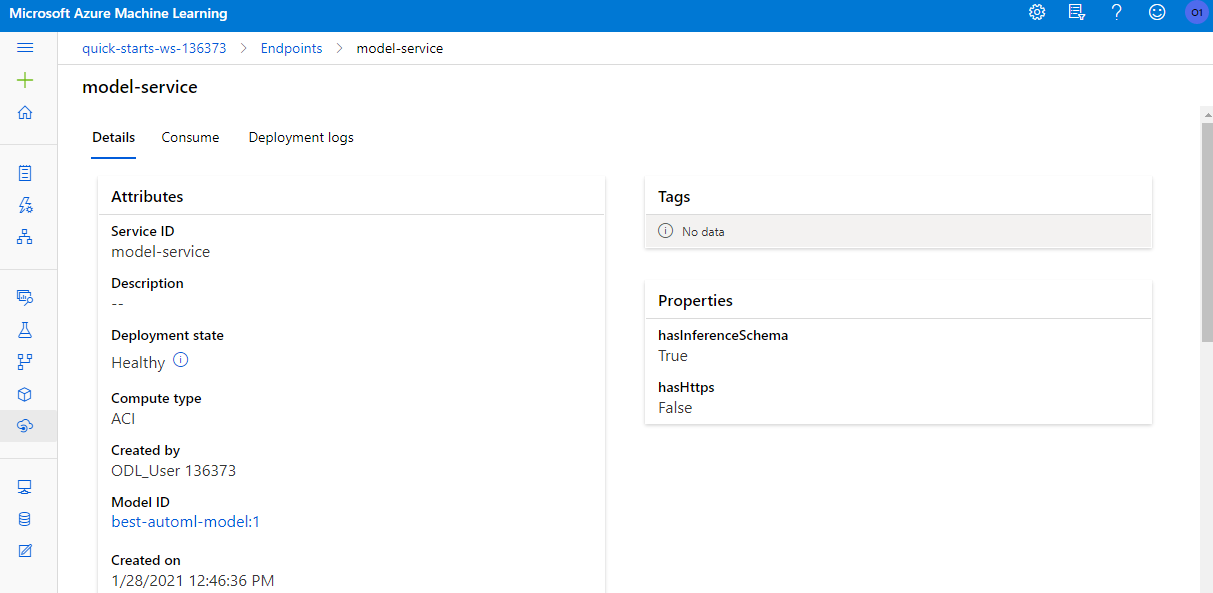 Microsoft Azure Machine Learning
O1
quick-starts-ws-136373 > Endpoints > model-service
model-service
Details Consume Deployment logs
Attributes
Service ID
model-service
Description
--
Deployment state
Healthy
Compute type
ACI
Created by
ODL_User 136373
Model ID
best-automl-model:1
Created on
1/28/2021 12:46:36 PM
Tags
No data
Properties
hasInferenceSchema
True
hasHttps
False